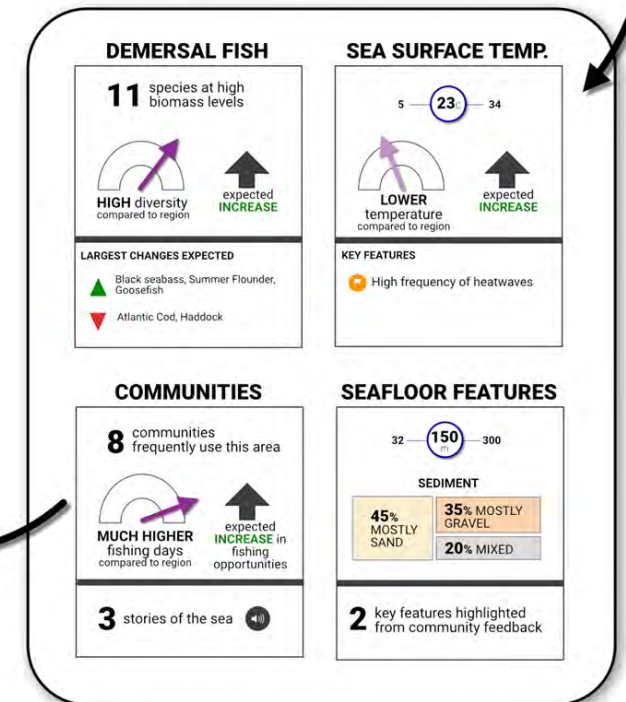 DEMERSAL FISH
11 species at high
biomass levels
HIGH diversity
compared to region
expected
INCREASE
LARGEST CHANGES EXPECTED
Black seabass, Summer Flounder,
Goosefish
Atlantic Cod, Haddock
SEA SURFACE TEMP.
5 23c 34
LOWER
temperature
compared to region
expected
INCREASE
KEY FEATURES
High frequency of heatwaves
COMMUNITIES
8 communities
frequently use this area
MUCH HIGHER
fishing days
compared to region
expected
INCREASE in
fishing
opportunities
3 stories of the sea
SEAFLOOR FEATURES
32 150 300
m
SEDIMENT
45%
MOSTLY
SAND
35% MOSTLY
GRAVEL
20% MIXED
2 key features highlighted
from community feedback